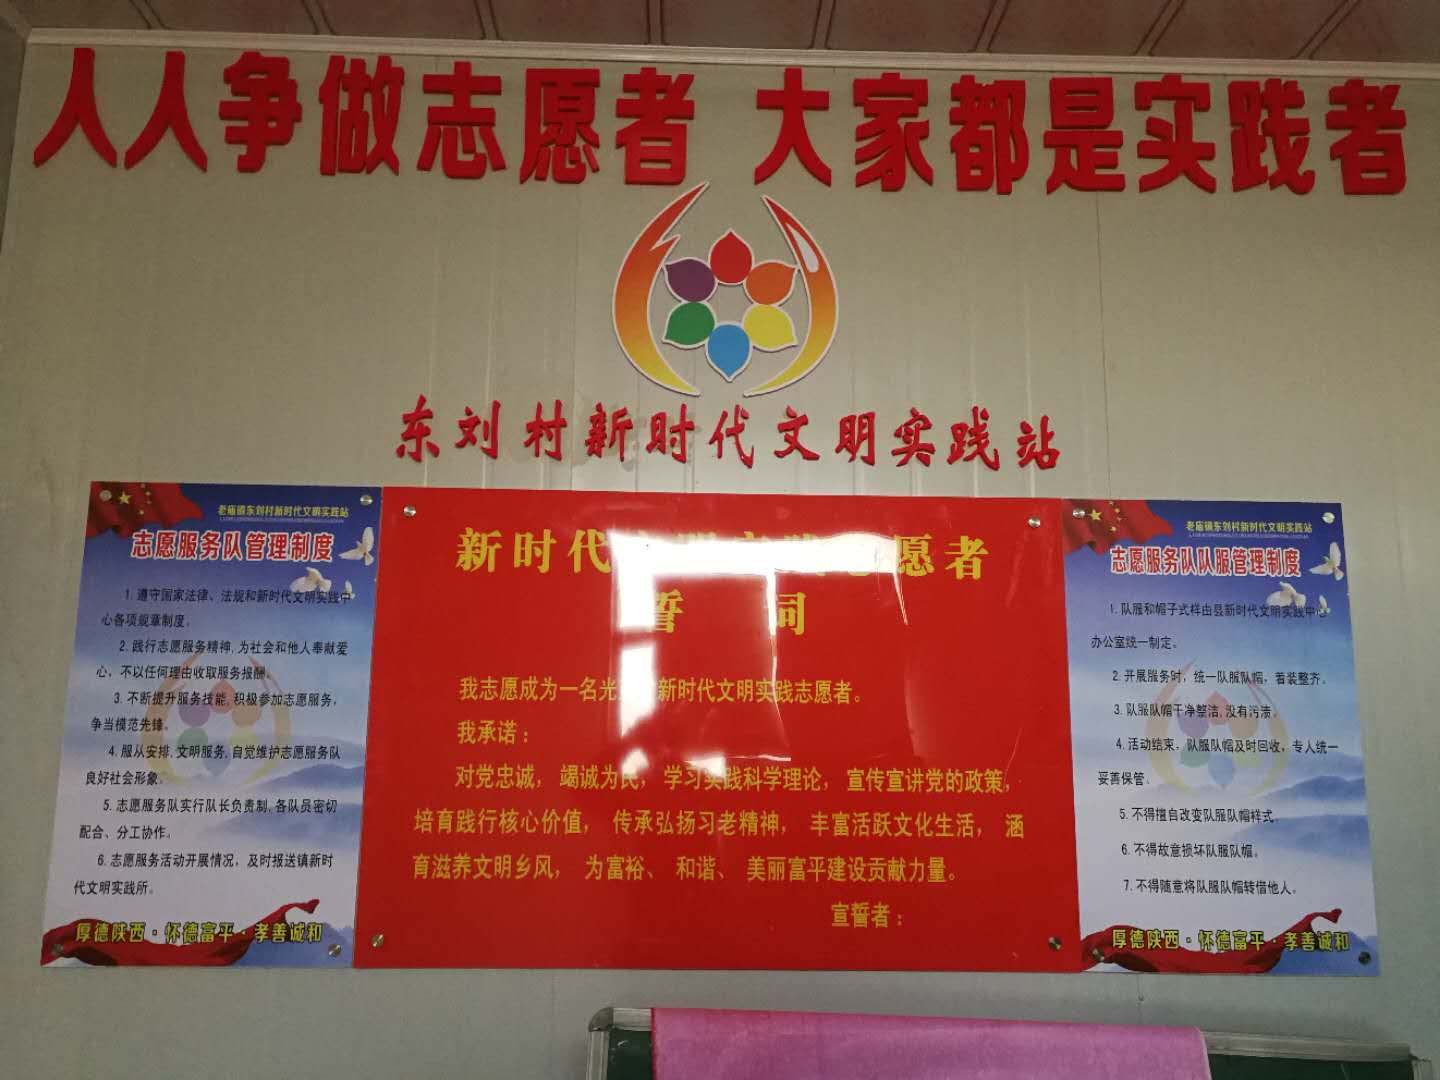 人人争做志愿者 大家都是实践者
东刘村新时代文明实践站
老庙镇东刘村新时代文明实践站
志愿服务队管理制度
1.遵守国家法律、法规和新时代文明实践中
心各项规章制度。
2.践行志愿服务精神,为社会和他人奉献爱
心，不以任何理由收取服务报酬。
3.不断提升服务技能,积极参加志愿服务，
争当模范先锋。
4.服从安排,文明服务,自觉维护志愿服务队
良好社会形象。
5.志愿服务队实行队长负责制,各队员密切
配合、分工协作。
6.志愿服务活动开展情况，及时报送镇新时
代文明实践所。
厚德陕西·怀德富平·孝善诚和
新时代文明实践志愿者
誓 词
我志愿成为一名光 新时代文明实践志愿者。
我承诺：
对党忠诚，竭诚为民，学习实践科学理论，宣传宣讲党的政策，
培育践行核心价值，传承弘扬习老精神，丰富活跃文化生活，涵
育滋养文明乡风，为富裕、和谐、美丽富平建设贡献力量。
宣誓者：
老庙镇东刘村新时代文明实践站
志愿服务队队服管理制度
1.队服和帽子式样由县新时代文明实践中心
办公室统一制定。
2.开展服务时，统一队服队帽，着装整齐。
3.队服队帽干净整洁,没有污渍。
4.活动结束，队服队帽及时回收，专人统一
妥善保管。
5.不得擅自改变队服队帽样式。
6.不得故意损坏队服队帽。
7.不得随意将队服队帽转借他人。
厚德陕西·怀德富平·孝善诚和